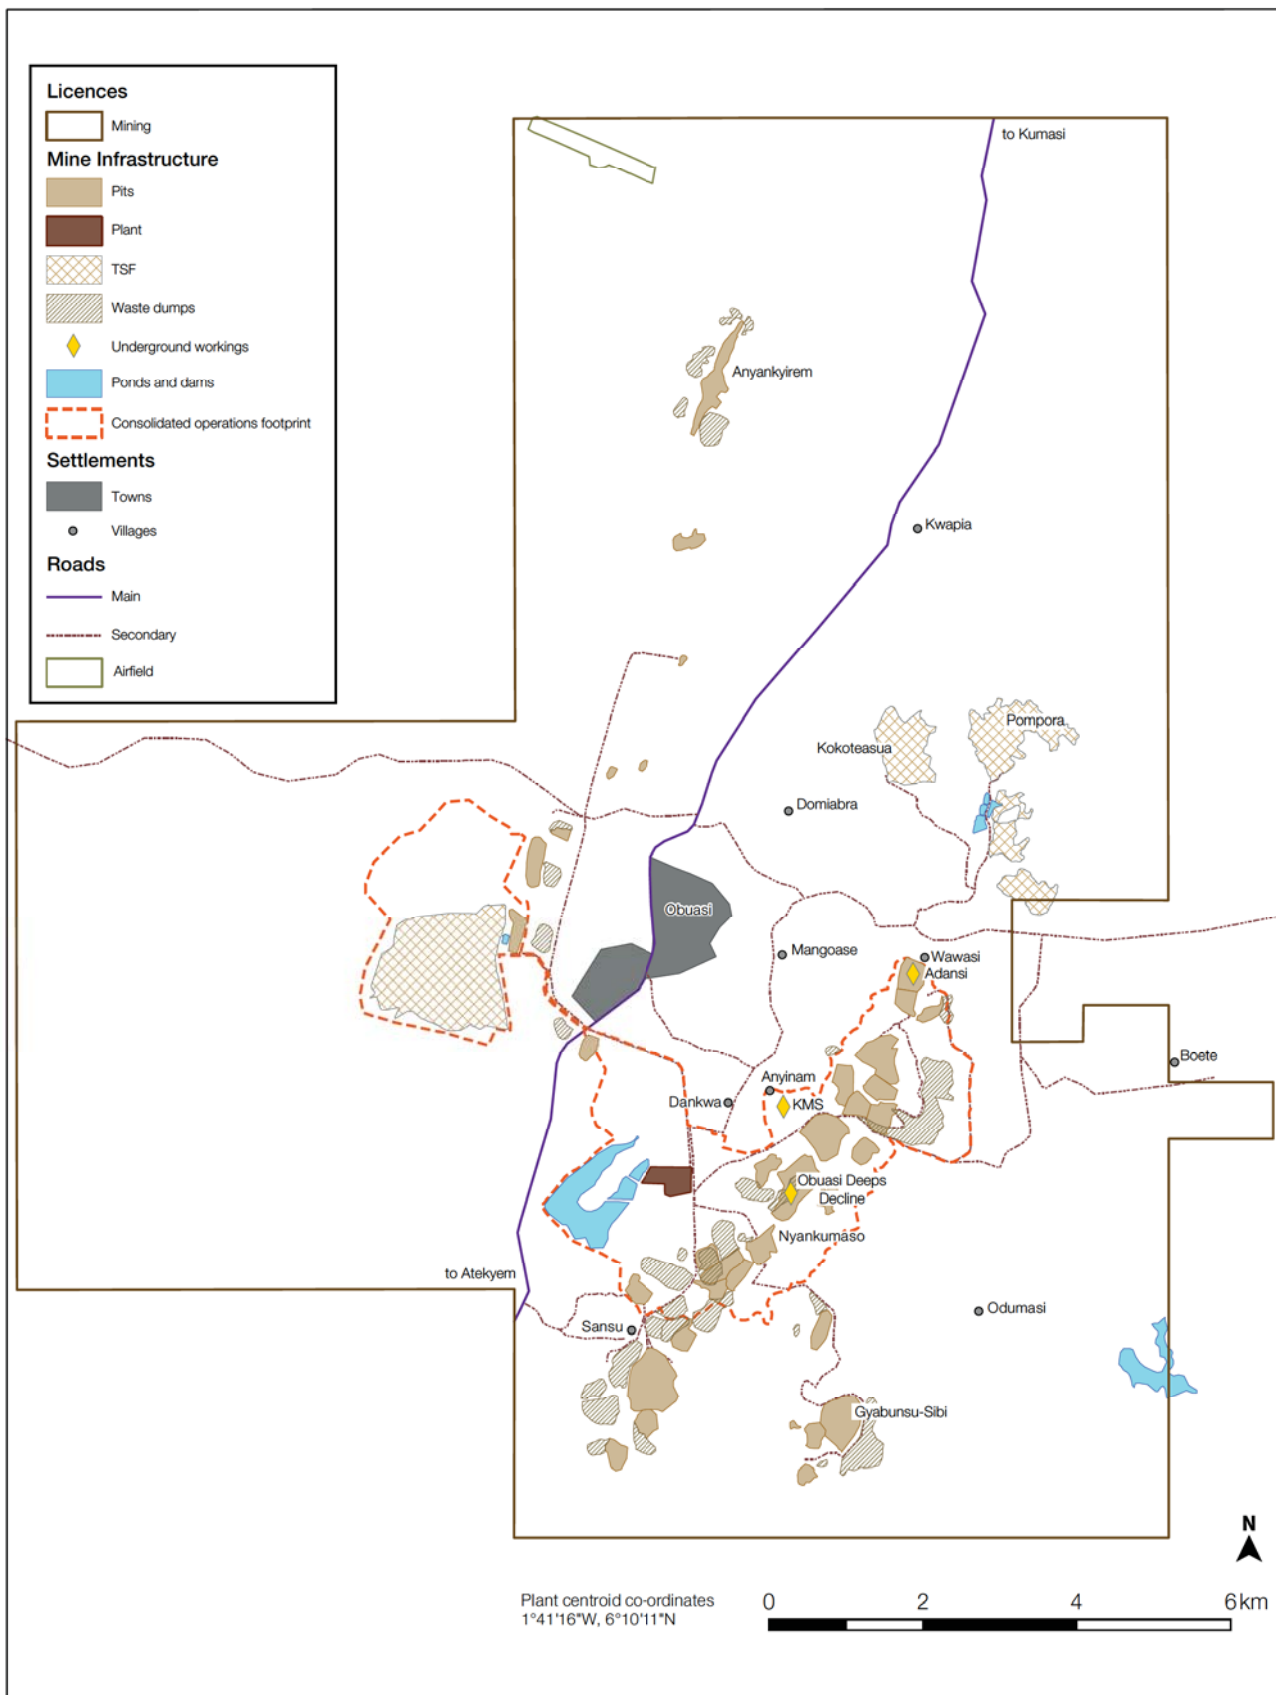 Licences
Mining
Mine Infrastructure
Pits
Plant
TSF
Waste dumps
Underground workings
Ponds and dams
Consolidated operations footprint
Settlements
Towns
Villages
Roads
Main
Secondary
Airfield
to Kumasi
Anyankyirem
Kwapia
Pompora
Kokoteasua
Domiabra
Obuasi
Mangoase
Wawasi
Adansi
Boete
Anyinam
Dankwa
KMS
Obuasi Deeps
Decline
Nyankumaso
to Atekyem
Odumasi
Sansu
Gyabunsu-Sibi
N
Plant centroid co-ordinates
1°41'16"W, 6°10'11"N
0 2 4 6km